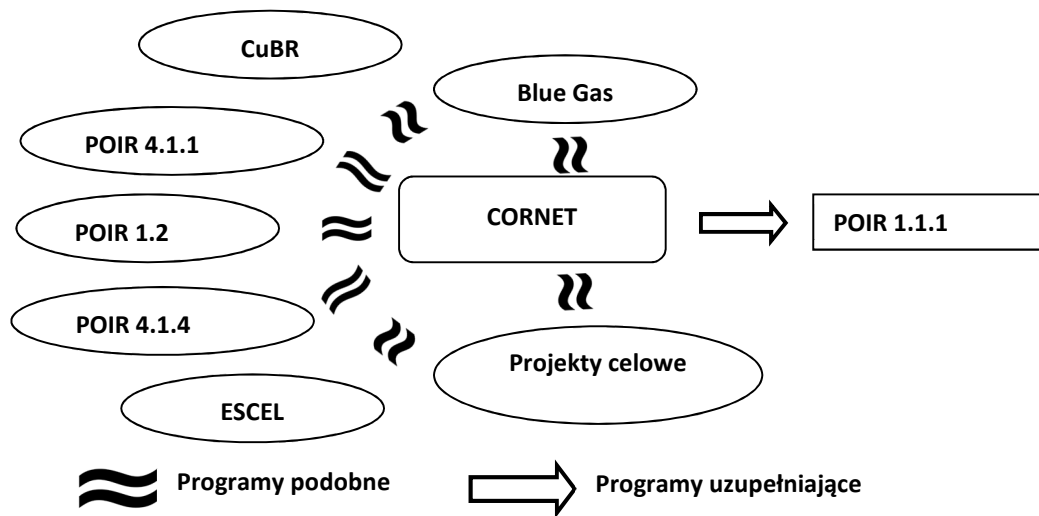 CuBR
Blue Gas
POIR 4.1.1
CORNET
POIR 1.2
POIR 1.1.1
POIR 4.1.4
Projekty celowe
ESCEL
Programy podobne
Programy uzupełniające